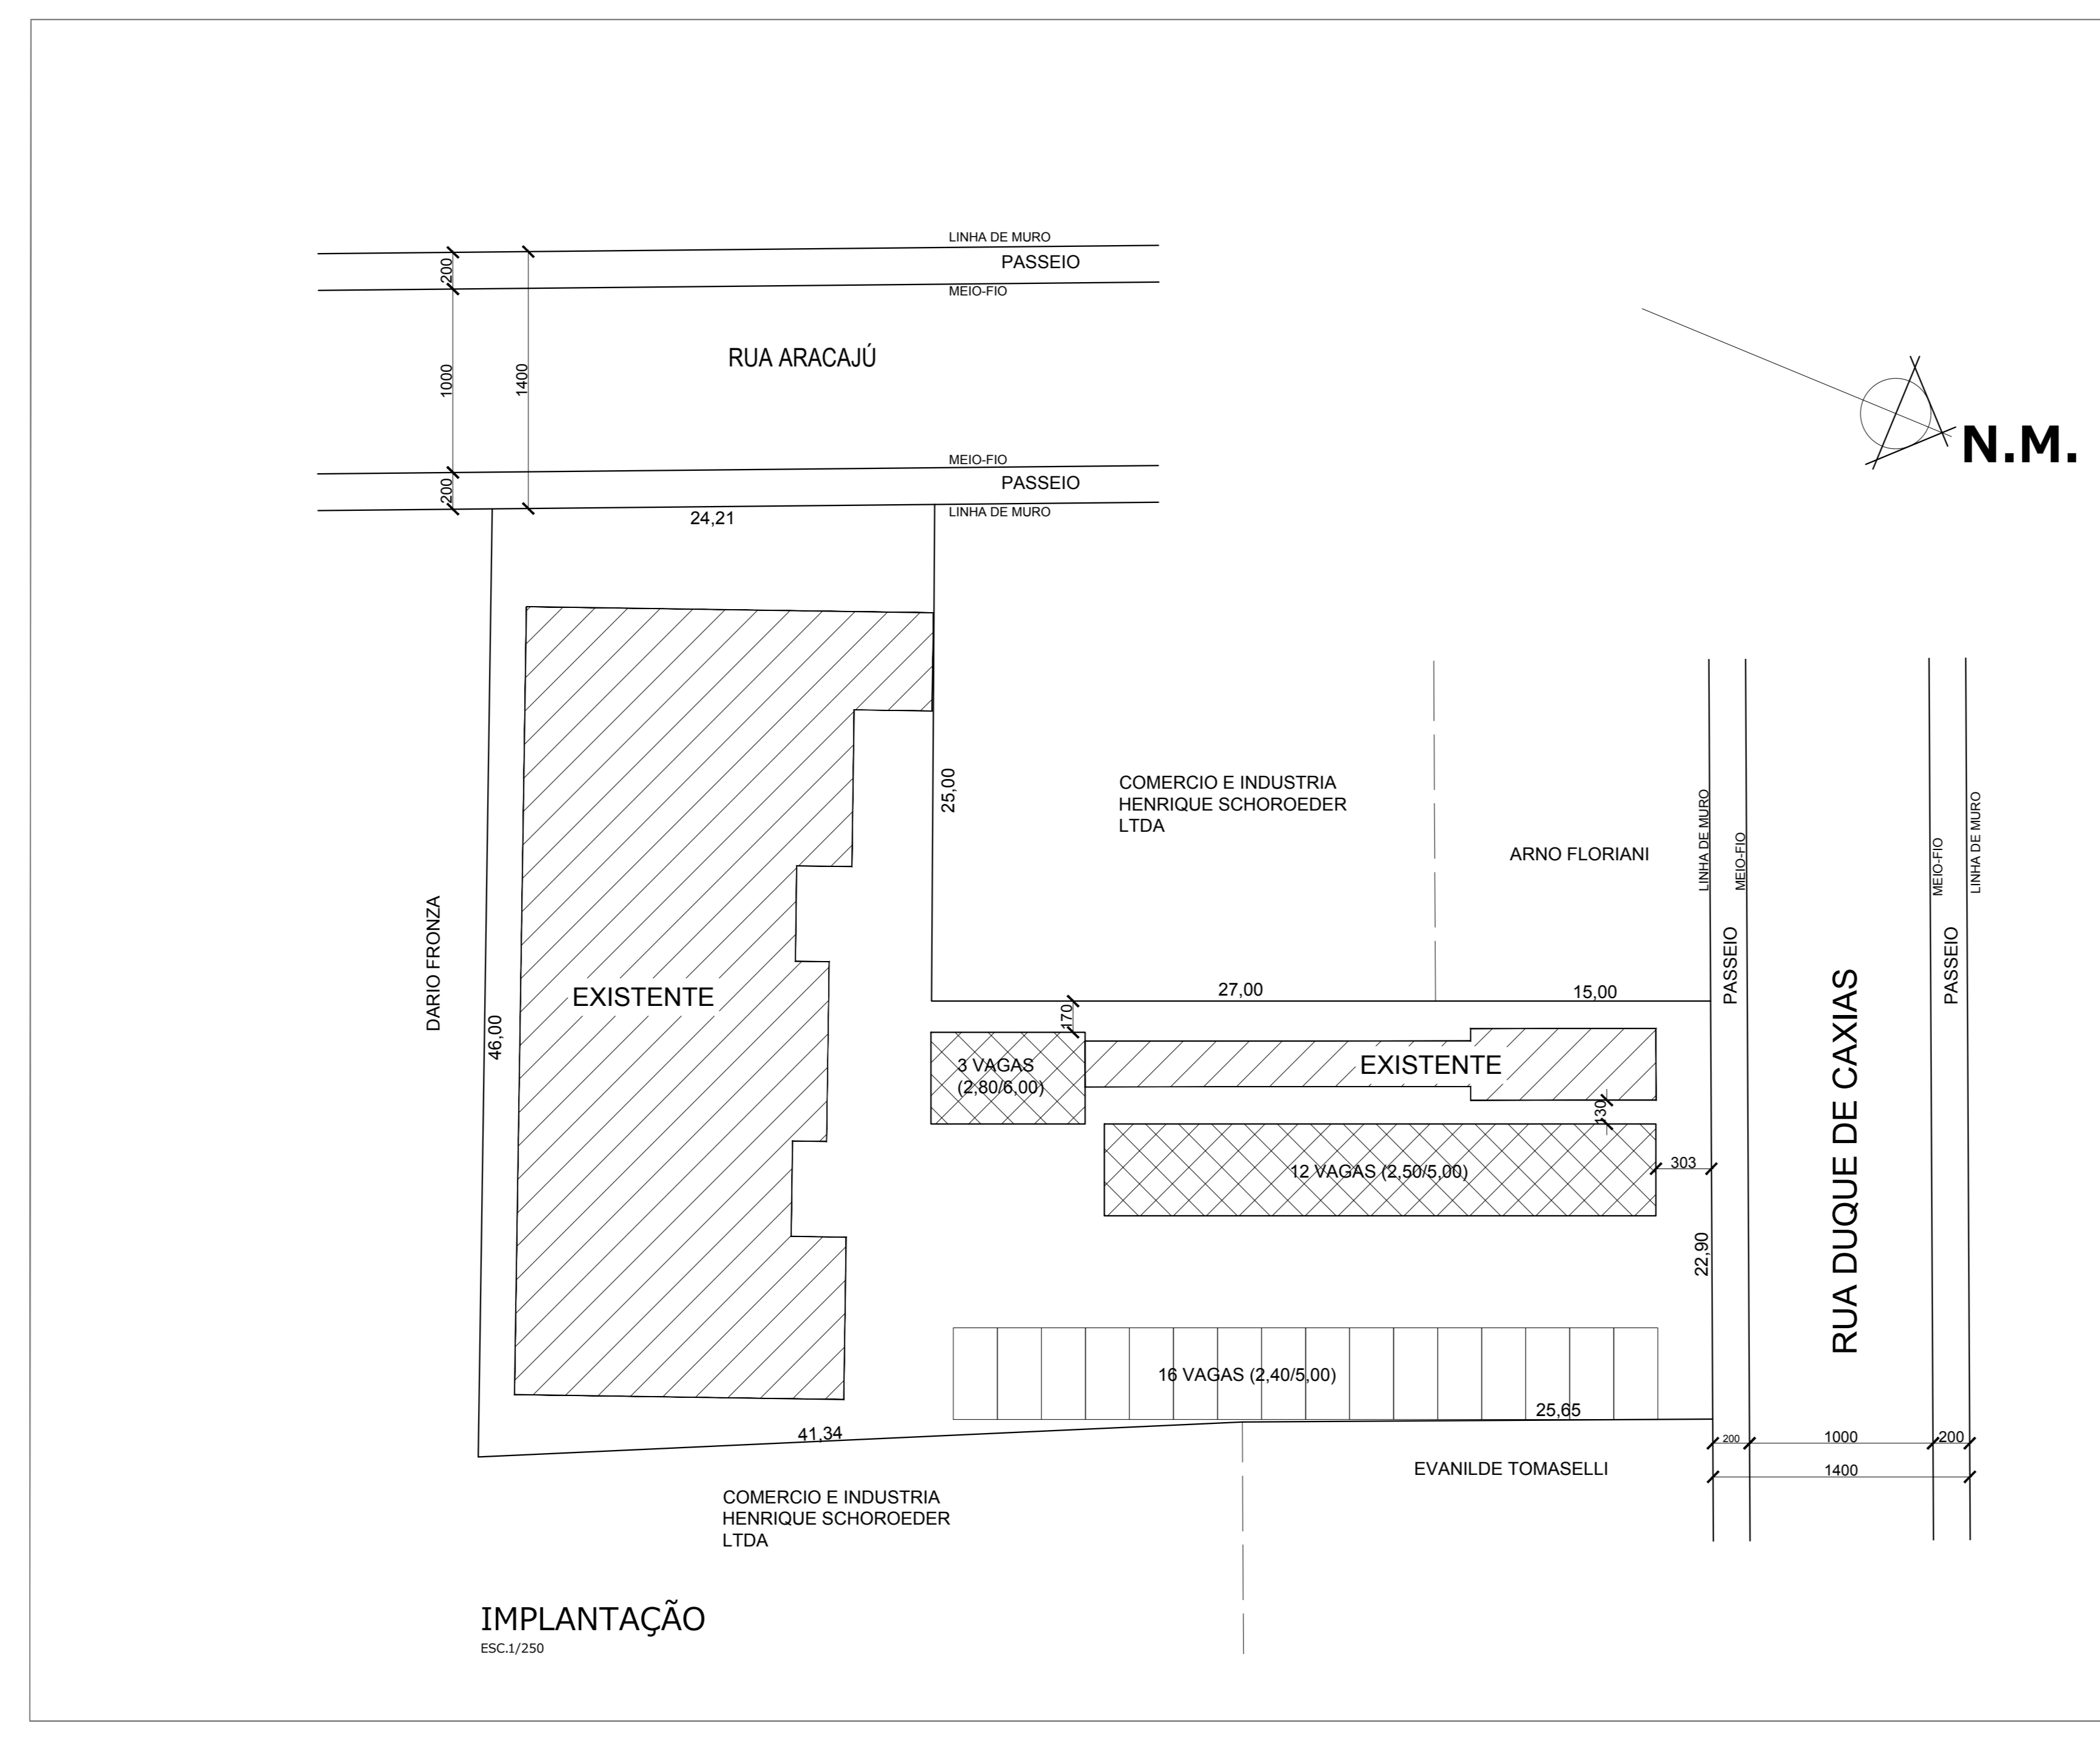 LINHA DE MURO
PASSEIO
MEIO-FIO
200
1000
1400
200
RUA ARACAJÚ
MEIO-FIO
PASSEIO
LINHA DE MURO
24,21
N.M.
25,00
COMERCIO E INDUSTRIA
HENRIQUE SCHOROEDER
LTDA
ARNO FLORIANI
LINHA DE MURO
MEIO-FIO
PASSEIO
MEIO-FIO
LINHA DE MURO
PASSEIO
RUA DUQUE DE CAXIAS
DARIO FRONZA
46,00
EXISTENTE
27,00
15,00
170
3 VAGAS
(2,80/6,00)
EXISTENTE
130
12 VAGAS (2,50/5,00)
303
22,90
16 VAGAS (2,40/5,00)
25,65
41,34
200
1000
200
1400
EVANILDE TOMASELLI
COMERCIO E INDUSTRIA
HENRIQUE SCHOROEDER
LTDA
IMPLANTAÇÃO
ESC.1/250